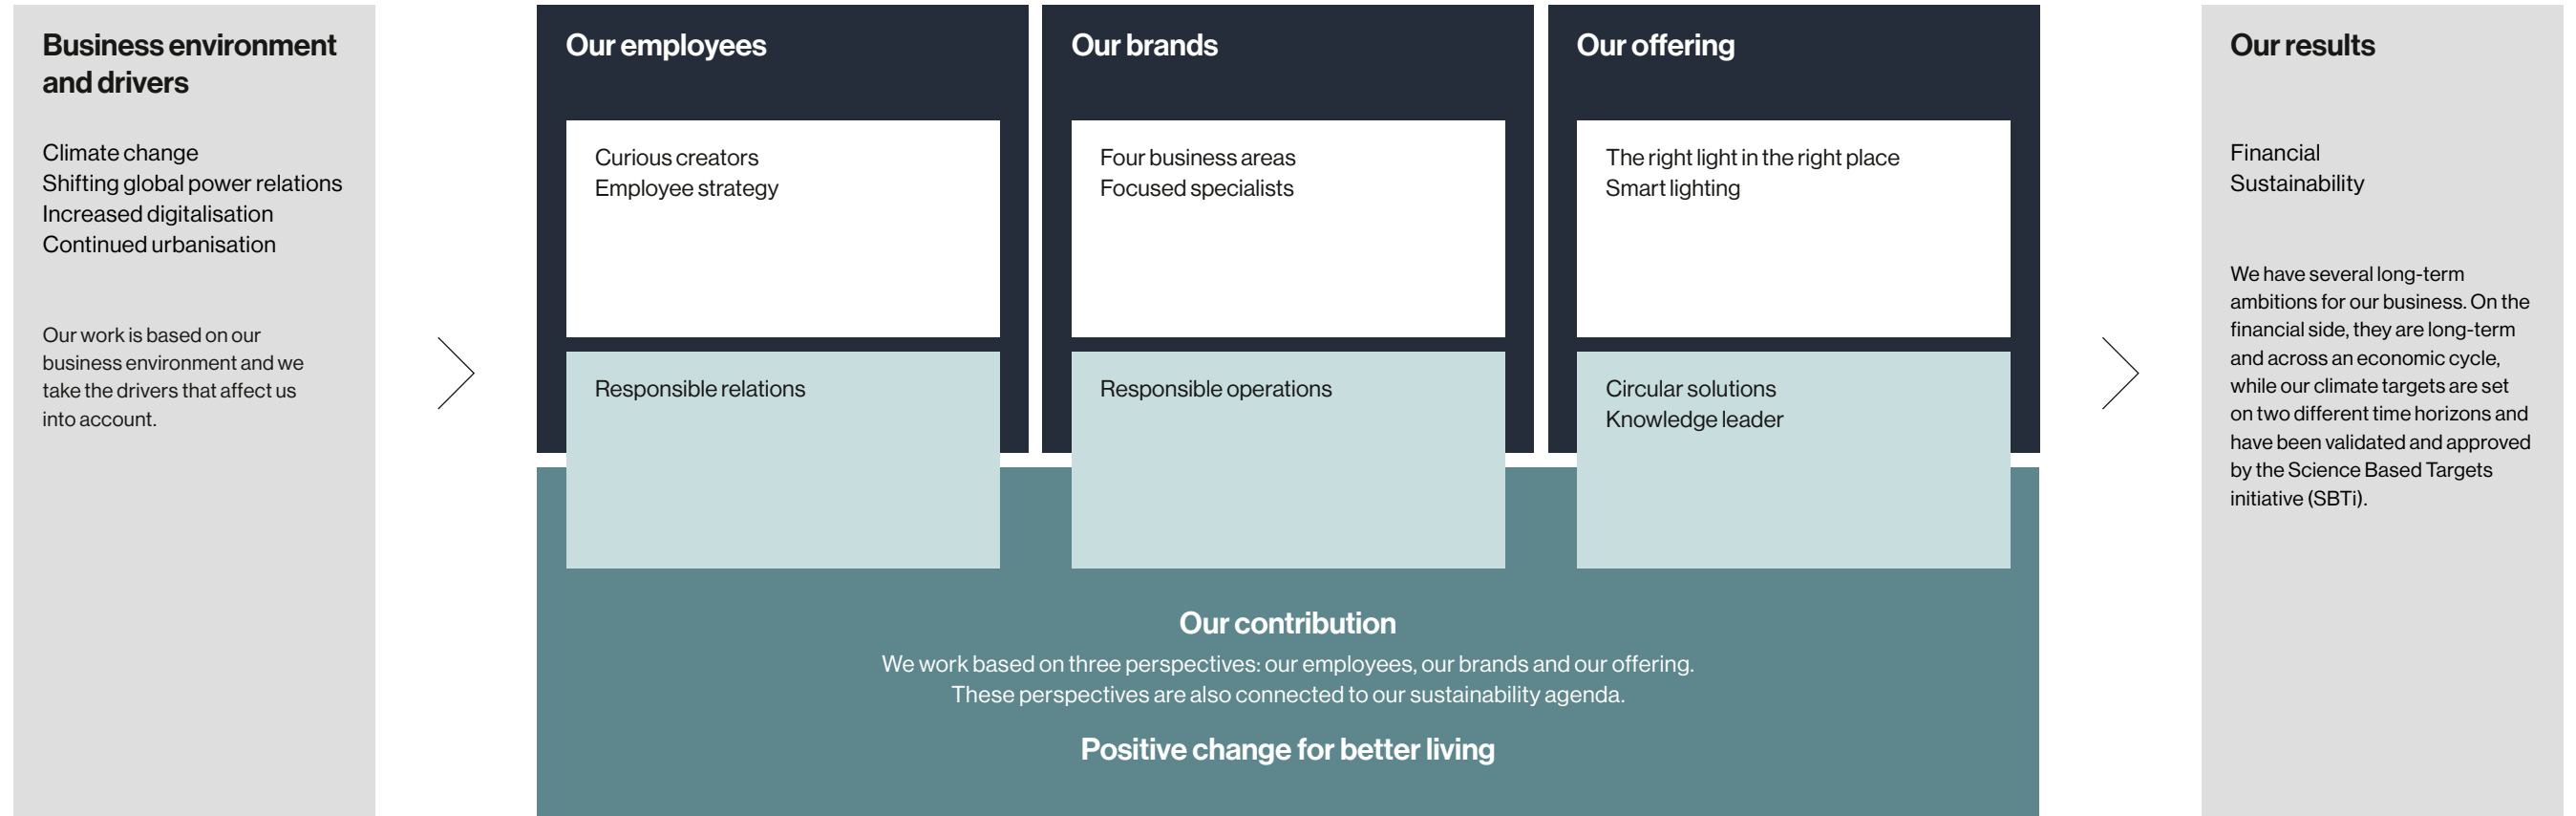 Business environment
and drivers
Climate change
Shifting global power relations
Increased digitalisation
Continued urbanisation
Our work is based on our
business environment and we
take the drivers that affect us
into account.
Our employees
Curious creators
Employee strategy
Responsible relations
Our brands
Four business areas
Focused specialists
Responsible operations
Our offering
The right light in the right place
Smart lighting
Circular solutions
Knowledge leader
Our contribution
We work based on three perspectives: our employees, our brands and our offering.
These perspectives are also connected to our sustainability agenda.
Positive change for better living
Our results
Financial
Sustainability
We have several long-term
ambitions for our business. On the
financial side, they are long-term
and across an economic cycle,
while our climate targets are set
on two different time horizons and
have been validated and approved
by the Science Based Targets
initiative (SBTi).